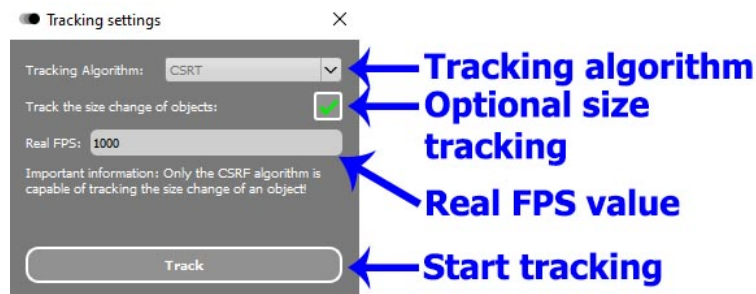 Tracking settings
Tracking Algorithm: CSRT
Tracking algorithm
Track the size change of objects:
Optional size
tracking
Real FPS: 1000
Important information: Only the CSRF algorithm is
capable of tracking the size change of an object!
Real FPS value
Track
Start tracking